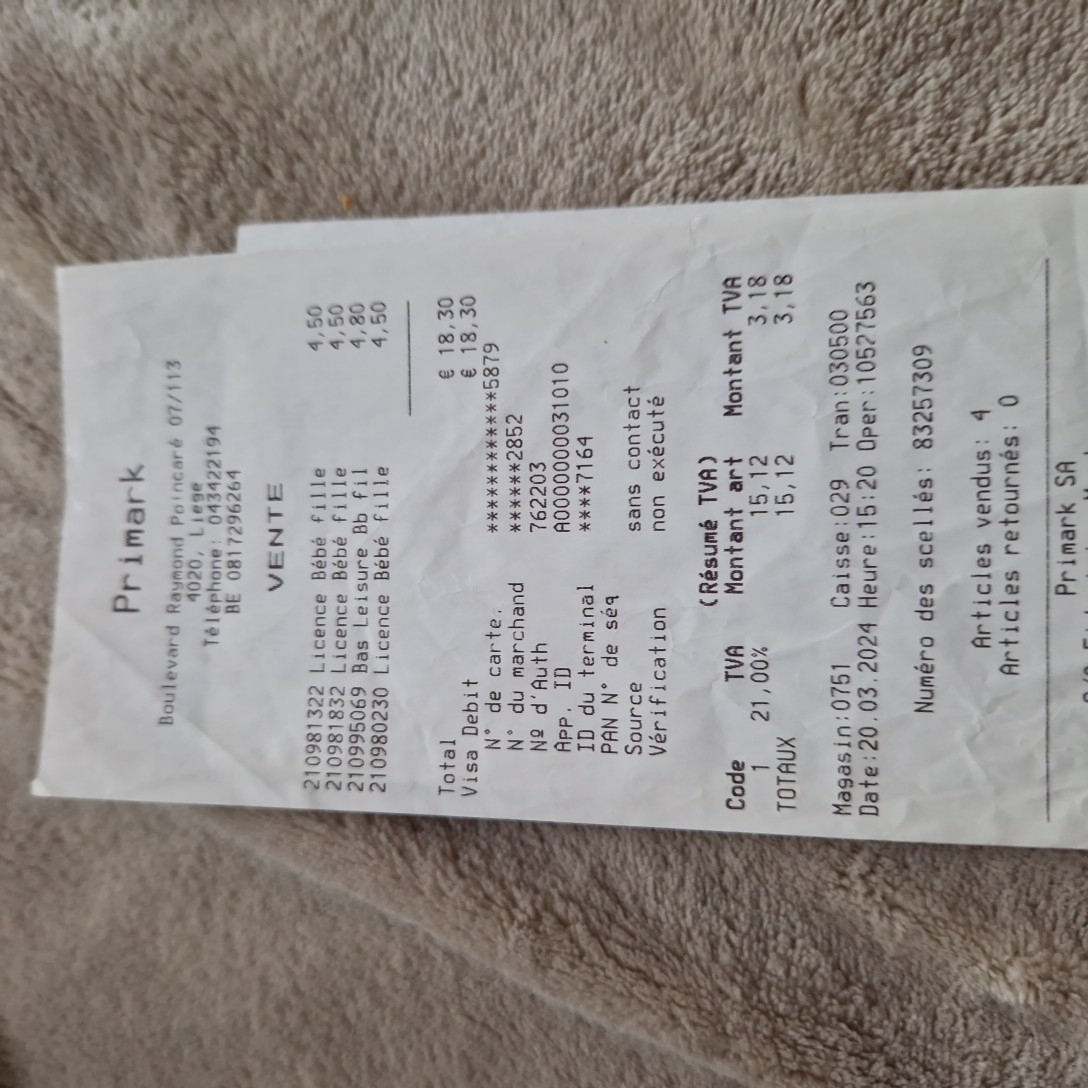 Primark
Boulevard Raymond Poincaré 07/113
4020, Liege
Téléphone: 043422194
BE 0817296264
VENTE
210981322 Licence Bébé fille 4,50
210981832 Licence Bébé fille 4,50
210995069 Bas Leisure Bb fil 4,80
210980230 Licence Bébé fille 4,50
Total € 18,30
Visa Debit € 18,30
N° de carte. ************5879
N° du marchand ******2852
Nº d'Auth 762203
App. ID A0000000031010
ID du terminal ****7164
PAN N° de séq
Source sans contact
Vérification non exécuté
(Résumé TVA)
Code TVA Montant art Montant TVA
1 21,00% 15,12 3,18
TOTAUX 15,12 3,18
Magasin:0751 Caisse:029 Tran:030500
Date:20.03.2024 Heure:15:20 Oper:10527563
Numéro des scellés: 83257309
Articles vendus: 4
Articles retournés: 0
Primark SA